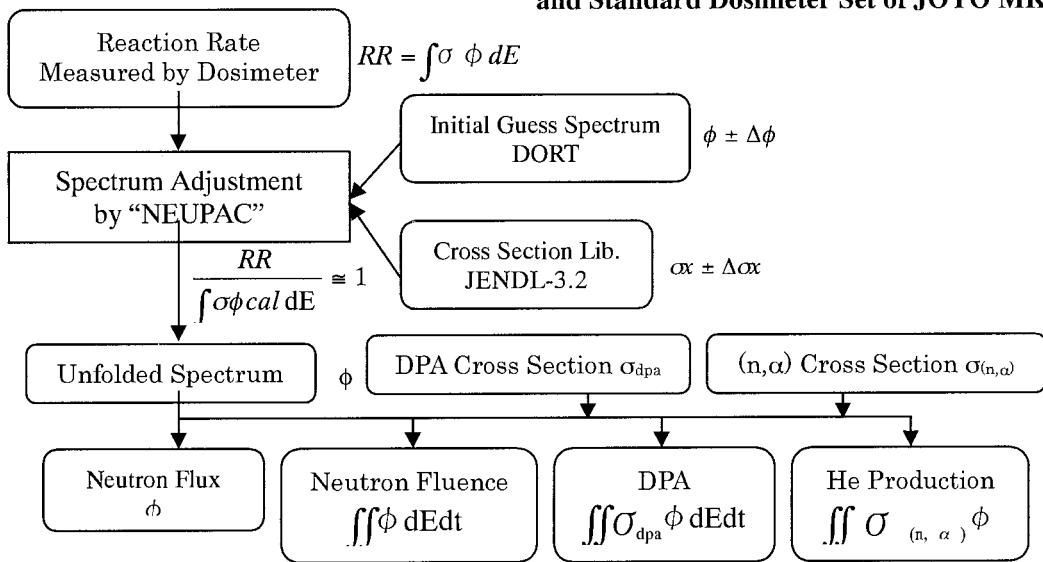 and Standard Dosimeter Set of JOYO MK
Reaction Rate
Measured by Dosimeter
RR = ∫σ ϕ dE
Initial Guess Spectrum
DORT
ϕ ± Δϕ
Spectrum Adjustment
by “NEUPAC”
Cross Section Lib.
JENDL-3.2
σx ± Δσx
RR
∫σϕcal dE
≅ 1
Unfolded Spectrum
ϕ
DPA Cross Section σdpa
(n,α) Cross Section σ(n,α)
Neutron Flux
ϕ
Neutron Fluence
∬ϕ dEdt
DPA
∬σdpa ϕ dEdt
He Production
∬ σ (n, α) ϕ